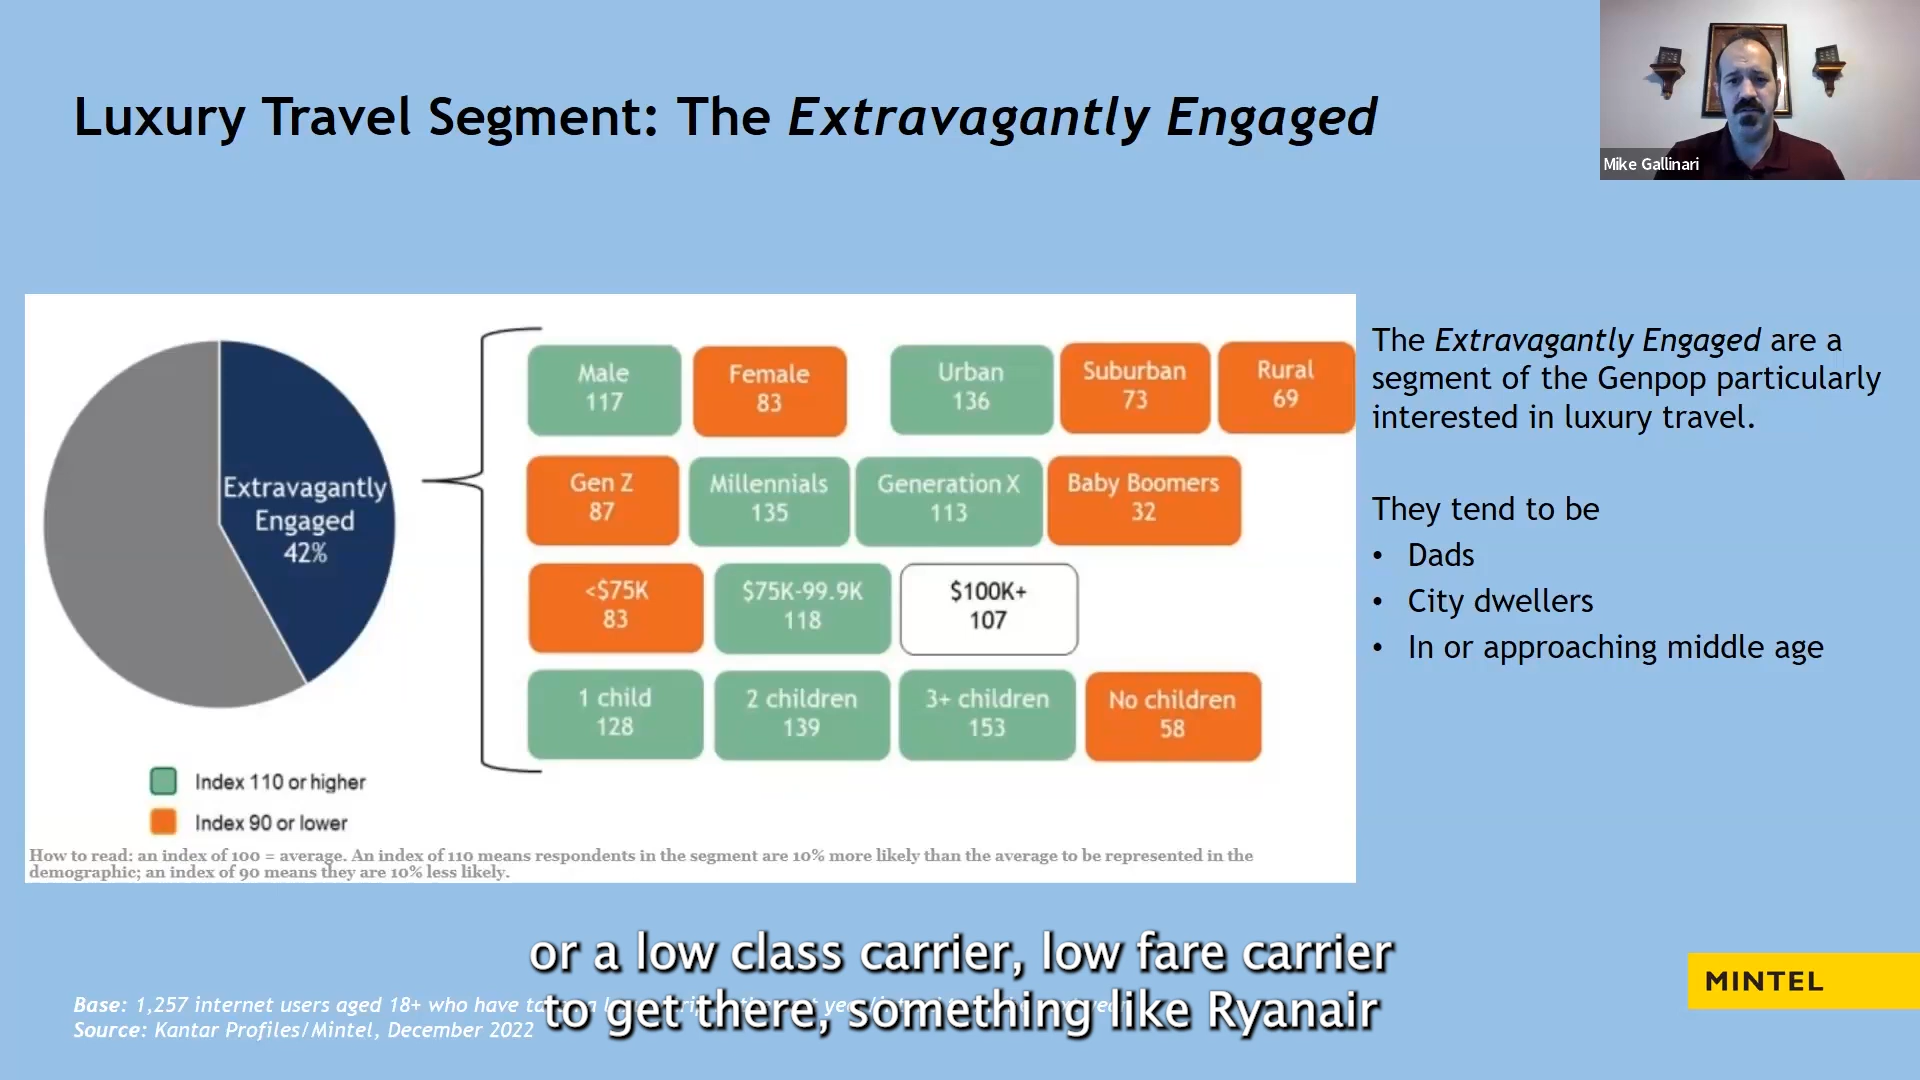 Luxury Travel Segment: The Extravagantly Engaged
Mike Gallinari
Extravagantly
Engaged
42%
Male
117
Female
83
Urban
136
Suburban
73
Rural
69
Gen Z
87
Millennials
135
Generation X
113
Baby Boomers
32
<$75K
83
$75K-99.9K
118
$100K+
107
1 child
128
2 children
139
3+ children
153
No children
58
Index 110 or higher
Index 90 or lower
How to read: an index of 100 = average. An index of 110 means respondents in the segment are 10% more likely than the average to be represented in the
demographic; an index of 90 means they are 10% less likely.
The Extravagantly Engaged are a
segment of the Genpop particularly
interested in luxury travel.
They tend to be
• Dads
• City dwellers
• In or approaching middle age
or a low class carrier, low fare carrier
to get there, something like Ryanair
Base: 1,257 internet users aged 18+ who have
Source: Kantar Profiles/Mintel, December 2022
MINTEL